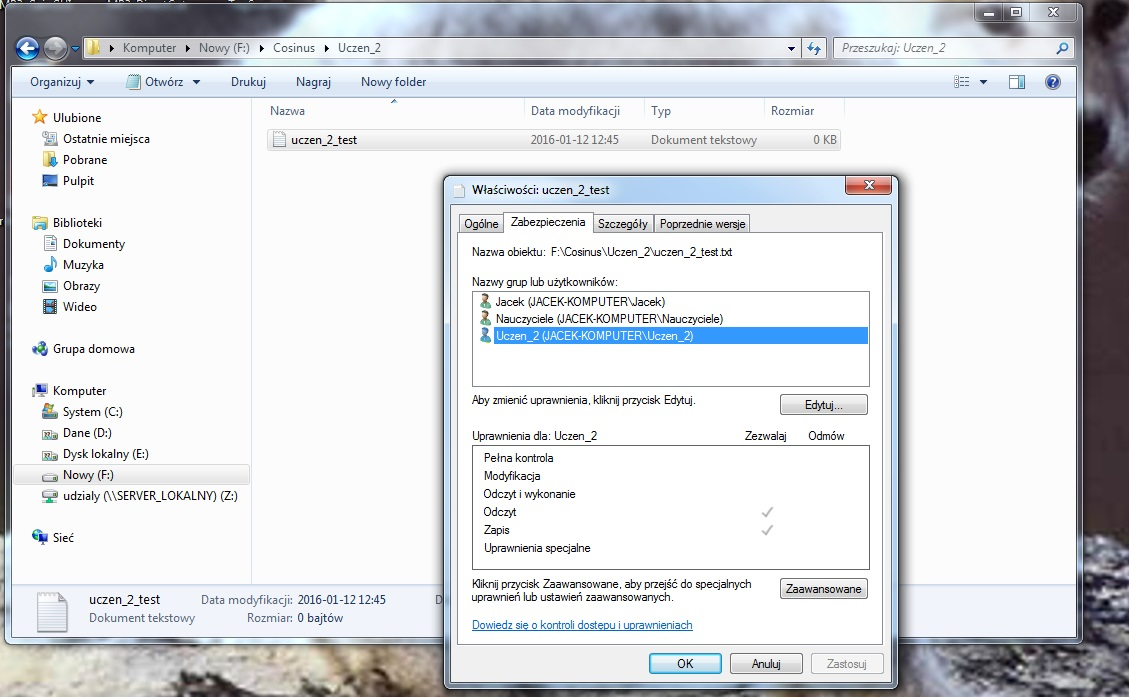 Komputer ▸ Nowy (F:) ▸ Cosinus ▸ Uczen_2
Przeszukaj: Uczen_2
Organizuj Otwórz Drukuj Nagraj Nowy folder
Nazwa Data modyfikacji Typ Rozmiar
uczen_2_test 2016-01-12 12:45 Dokument tekstowy 0 KB
Ulubione
Ostatnie miejsca
Pobrane
Pulpit
Biblioteki
Dokumenty
Muzyka
Obrazy
Wideo
Grupa domowa
Komputer
System (C:)
Dane (D:)
Dysk lokalny (E:)
Nowy (F:)
udzialy (\\SERVER_LOKALNY) (Z:)
Sieć
uczen_2_test Data modyfikacji: 2016-01-12 12:45
Dokument tekstowy Rozmiar: 0 bajtów
Właściwości: uczen_2_test
Ogólne Zabezpieczenia Szczegóły Poprzednie wersje
Nazwa obiektu: F:\Cosinus\Uczen_2\uczen_2_test.txt
Nazwy grup lub użytkowników:
Jacek (JACEK-KOMPUTER\Jacek)
Nauczyciele (JACEK-KOMPUTER\Nauczyciele)
Uczen_2 (JACEK-KOMPUTER\Uczen_2)
Aby zmienić uprawnienia, kliknij przycisk Edytuj.
Edytuj...
Uprawnienia dla: Uczen_2 Zezwalaj Odmów
Pełna kontrola
Modyfikacja
Odczyt i wykonanie
Odczyt
Zapis
Uprawnienia specjalne
Kliknij przycisk Zaawansowane, aby przejść do specjalnych
uprawnień lub ustawień zaawansowanych.
Zaawansowane
Dowiedz się o kontroli dostępu i uprawnieniach
OK Anuluj Zastosuj